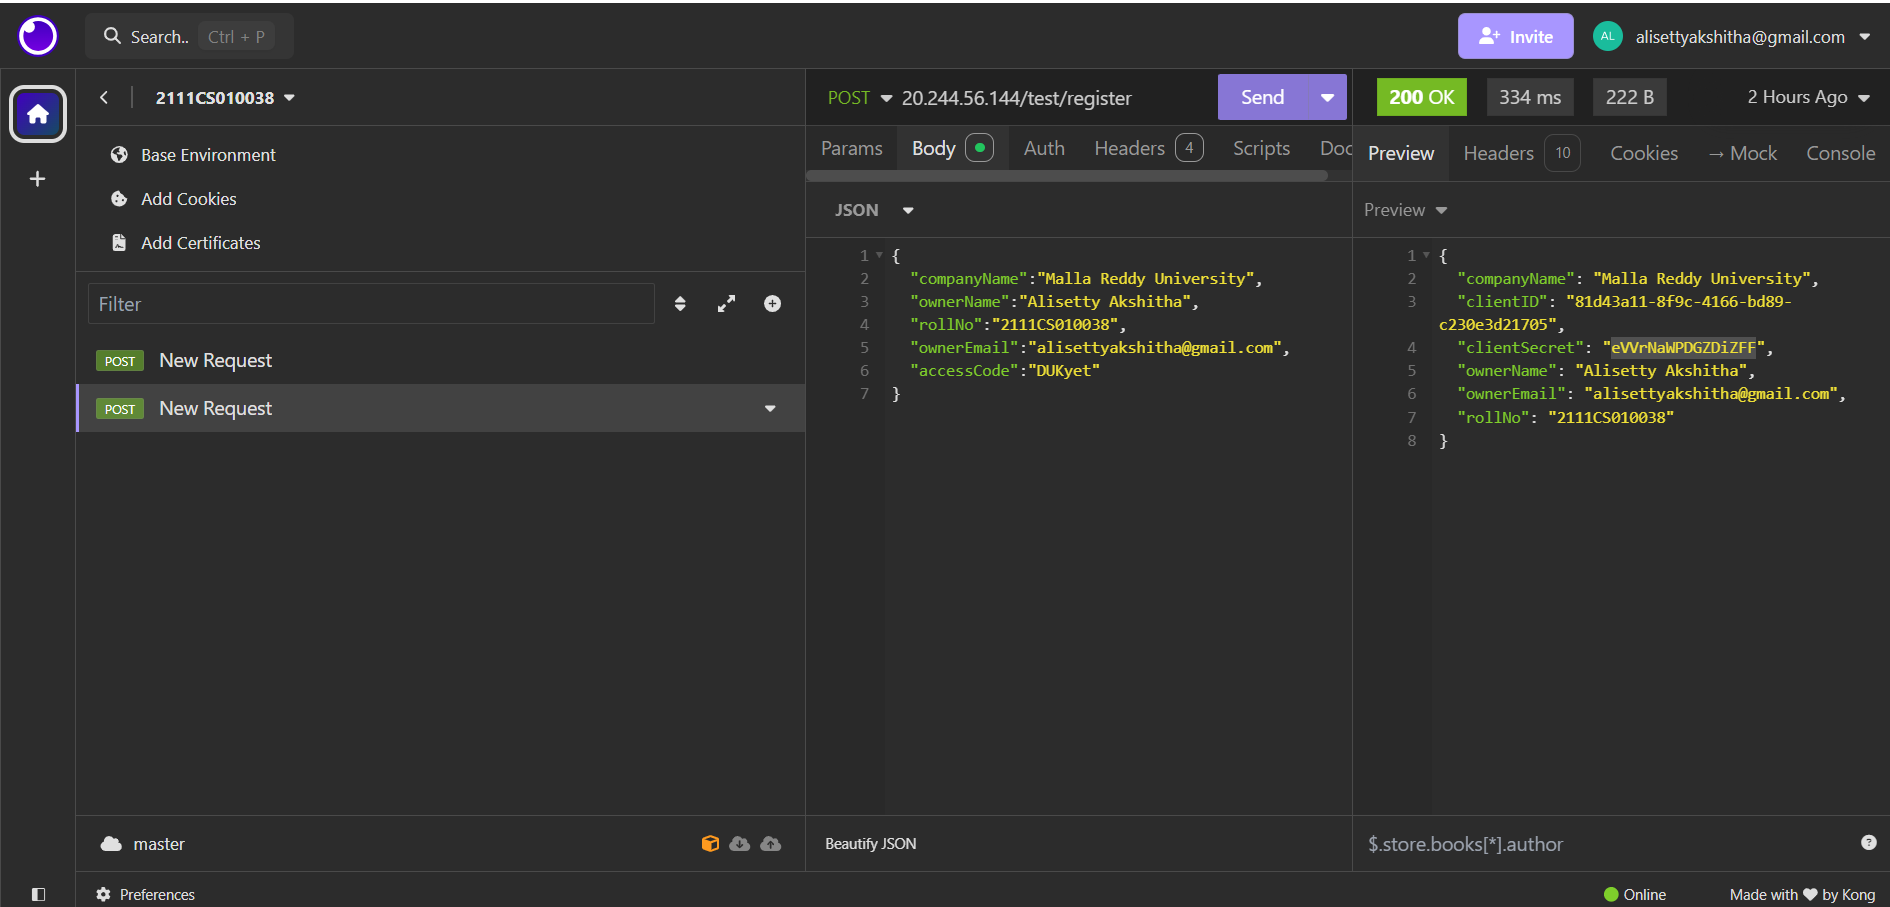 Search.. Ctrl + P
Invite
AL alisettyakshitha@gmail.com
2111CS010038
Base Environment
Add Cookies
Add Certificates
Filter
POST New Request
POST New Request
master
Preferences
POST 20.244.56.144/test/register Send
Params Body Auth Headers 4 Scripts Doc
JSON
1 {
2 "companyName":"Malla Reddy University",
3 "ownerName":"Alisetty Akshitha",
4 "rollNo":"2111CS010038",
5 "ownerEmail":"alisettyakshitha@gmail.com",
6 "accessCode":"DUKyet"
7 }
Beautify JSON
200 OK 334 ms 222 B 2 Hours Ago
Preview Headers 10 Cookies → Mock Console
Preview
1 {
2 "companyName": "Malla Reddy University",
3 "clientID": "81d43a11-8f9c-4166-bd89-
c230e3d21705",
4 "clientSecret": "eVVrNaWPDGZDiZFF",
5 "ownerName": "Alisetty Akshitha",
6 "ownerEmail": "alisettyakshitha@gmail.com",
7 "rollNo": "2111CS010038"
8 }
$.store.books[*].author
Online Made with ❤ by Kong